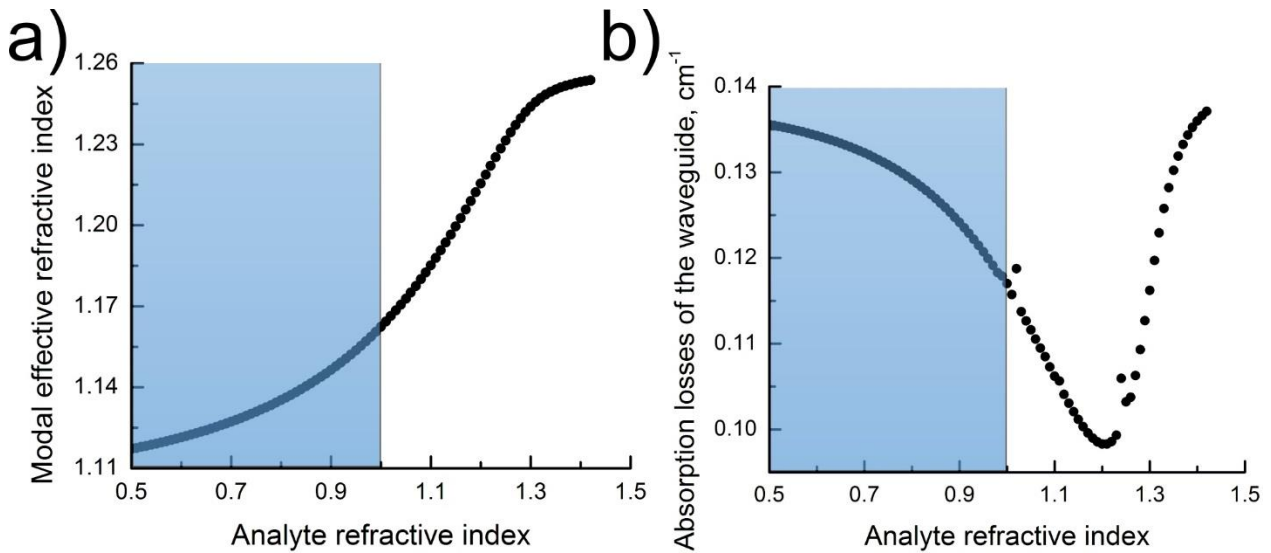 a)
Modal effective refractive index
1.26
1.23
1.20
1.17
1.14
1.11
0.5 0.7 0.9 1.1 1.3 1.5
Analyte refractive index
b)
Absorption losses of the waveguide, cm⁻¹
0.14
0.13
0.12
0.11
0.10
0.5 0.7 0.9 1.1 1.3 1.5
Analyte refractive index